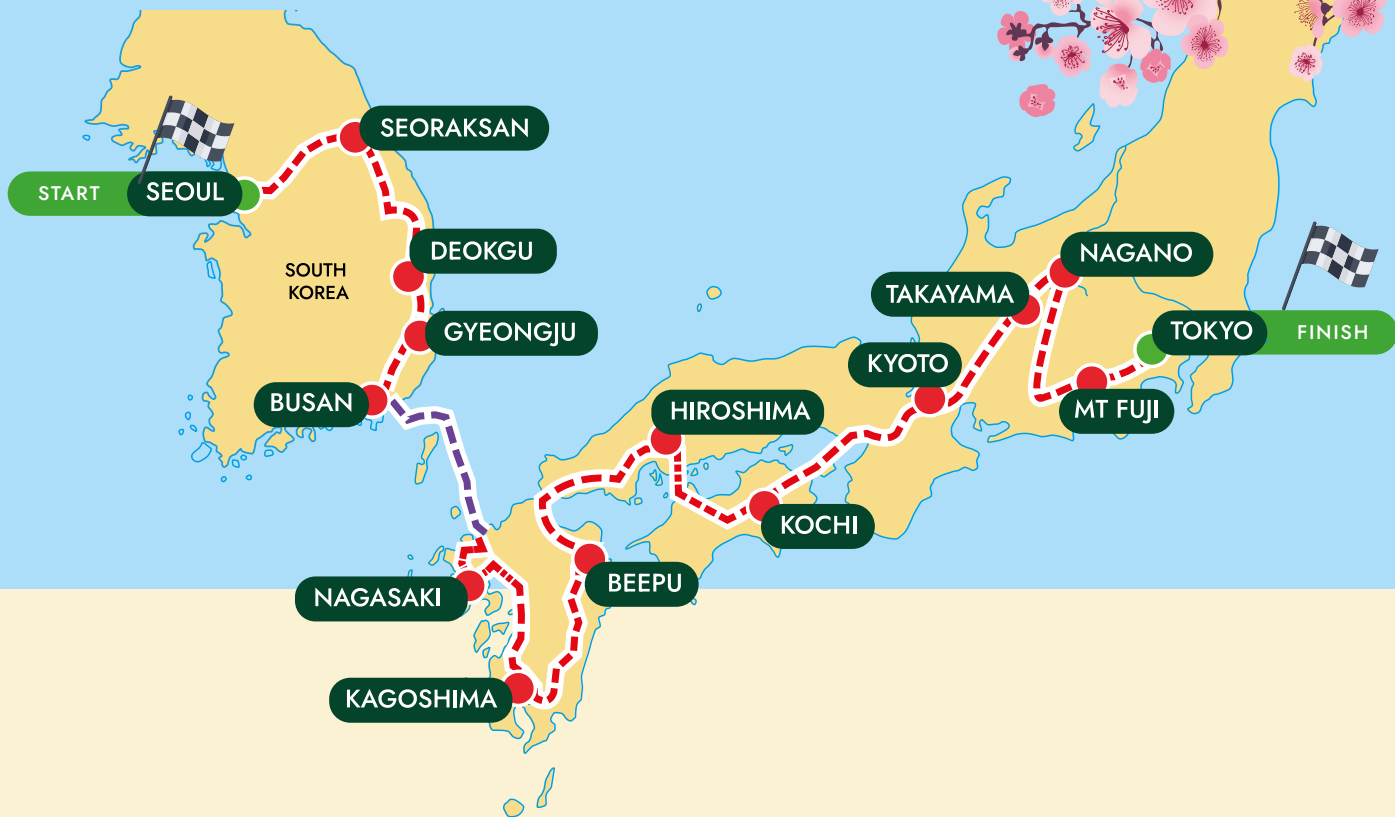 SEORAKSAN
START
SEOUL
DEOKGU
NAGANO
SOUTH
KOREA
TAKAYAMA
GYEONGJU
TOKYO
FINISH
KYOTO
BUSAN
HIROSHIMA
MT FUJI
KOCHI
BEEPU
NAGASAKI
KAGOSHIMA